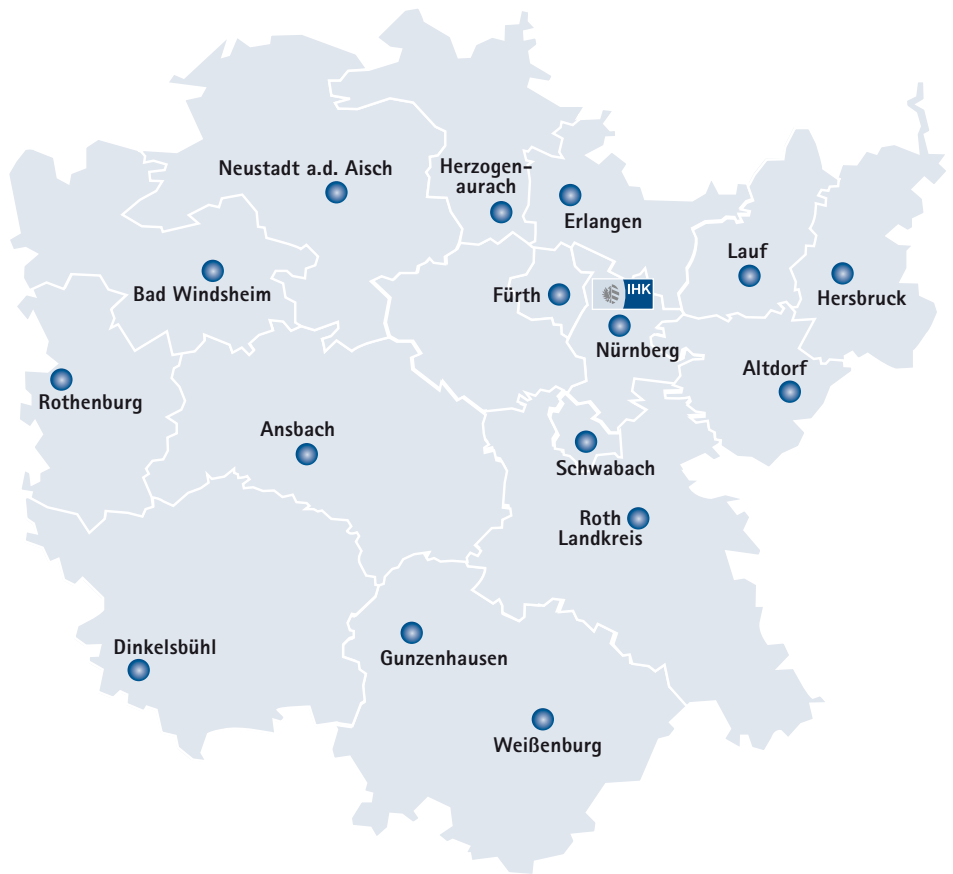 Neustadt a.d. Aisch
Herzogen-
aurach
Erlangen
Lauf
Bad Windsheim
Fürth
IHK
Hersbruck
Nürnberg
Altdorf
Rothenburg
Ansbach
Schwabach
Roth
Landkreis
Dinkelsbühl
Gunzenhausen
Weißenburg